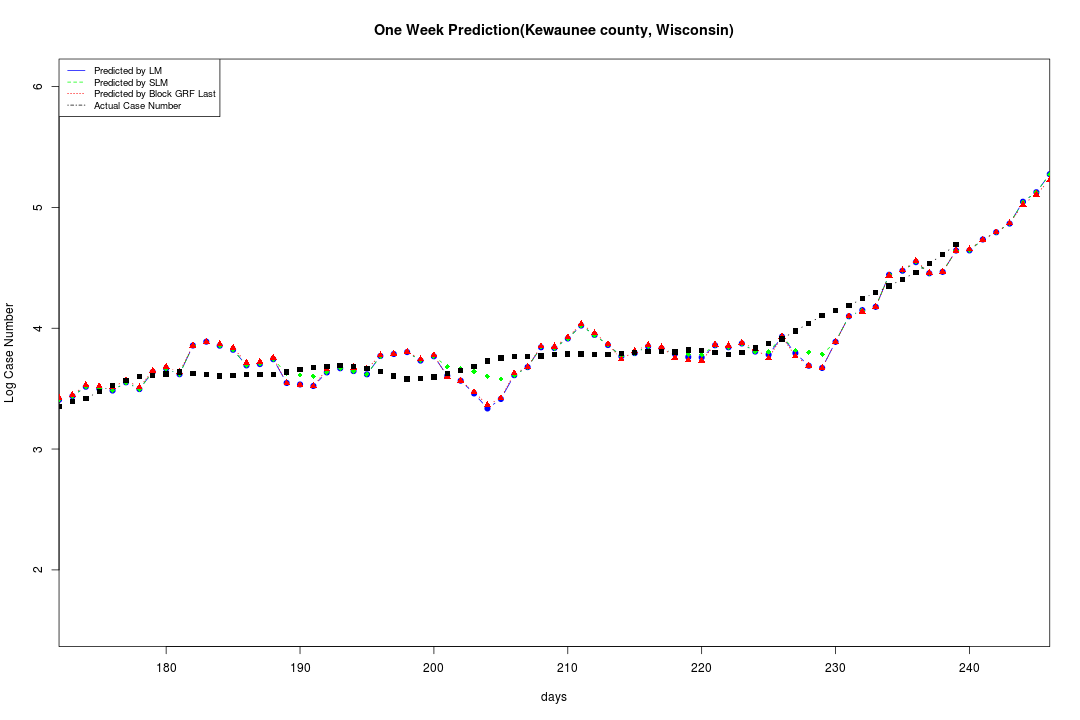 One Week Prediction(Kewaunee county, Wisconsin)
Predicted by LM
Predicted by SLM
Predicted by Block GRF Last
Actual Case Number
6
5
4
3
2
Log Case Number
180 190 200 210 220 230 240
days